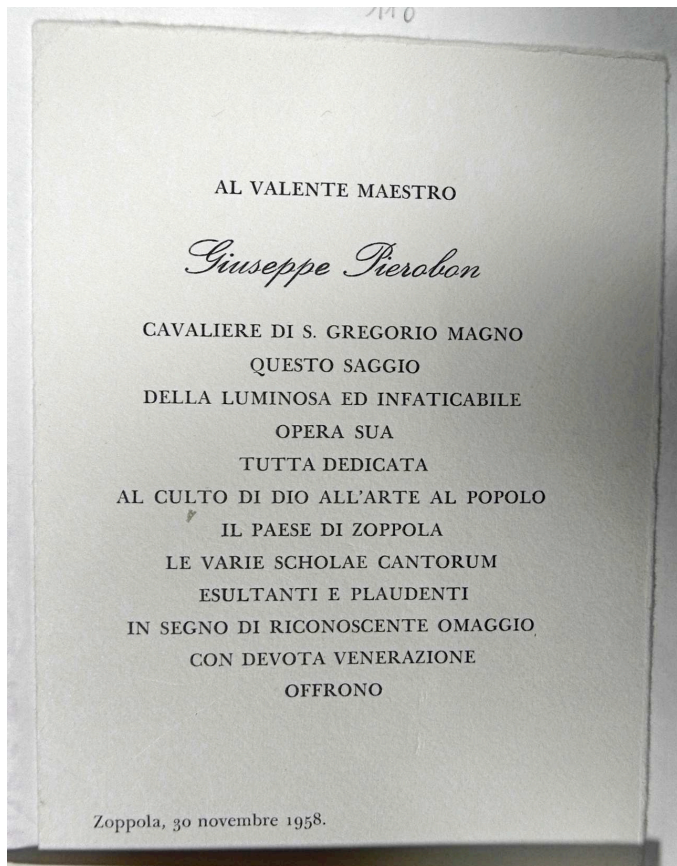 AL VALENTE MAESTRO
Giuseppe Pierobon
CAVALIERE DI S. GREGORIO MAGNO
QUESTO SAGGIO
DELLA LUMINOSA ED INFATICABILE
OPERA SUA
TUTTA DEDICATA
AL CULTO DI DIO ALL'ARTE AL POPOLO
IL PAESE DI ZOPPOLA
LE VARIE SCHOLAE CANTORUM
ESULTANTI E PLAUDENTI
IN SEGNO DI RICONOSCENTE OMAGGIO
CON DEVOTA VENERAZIONE
OFFRONO
Zoppola, 30 novembre 1958.